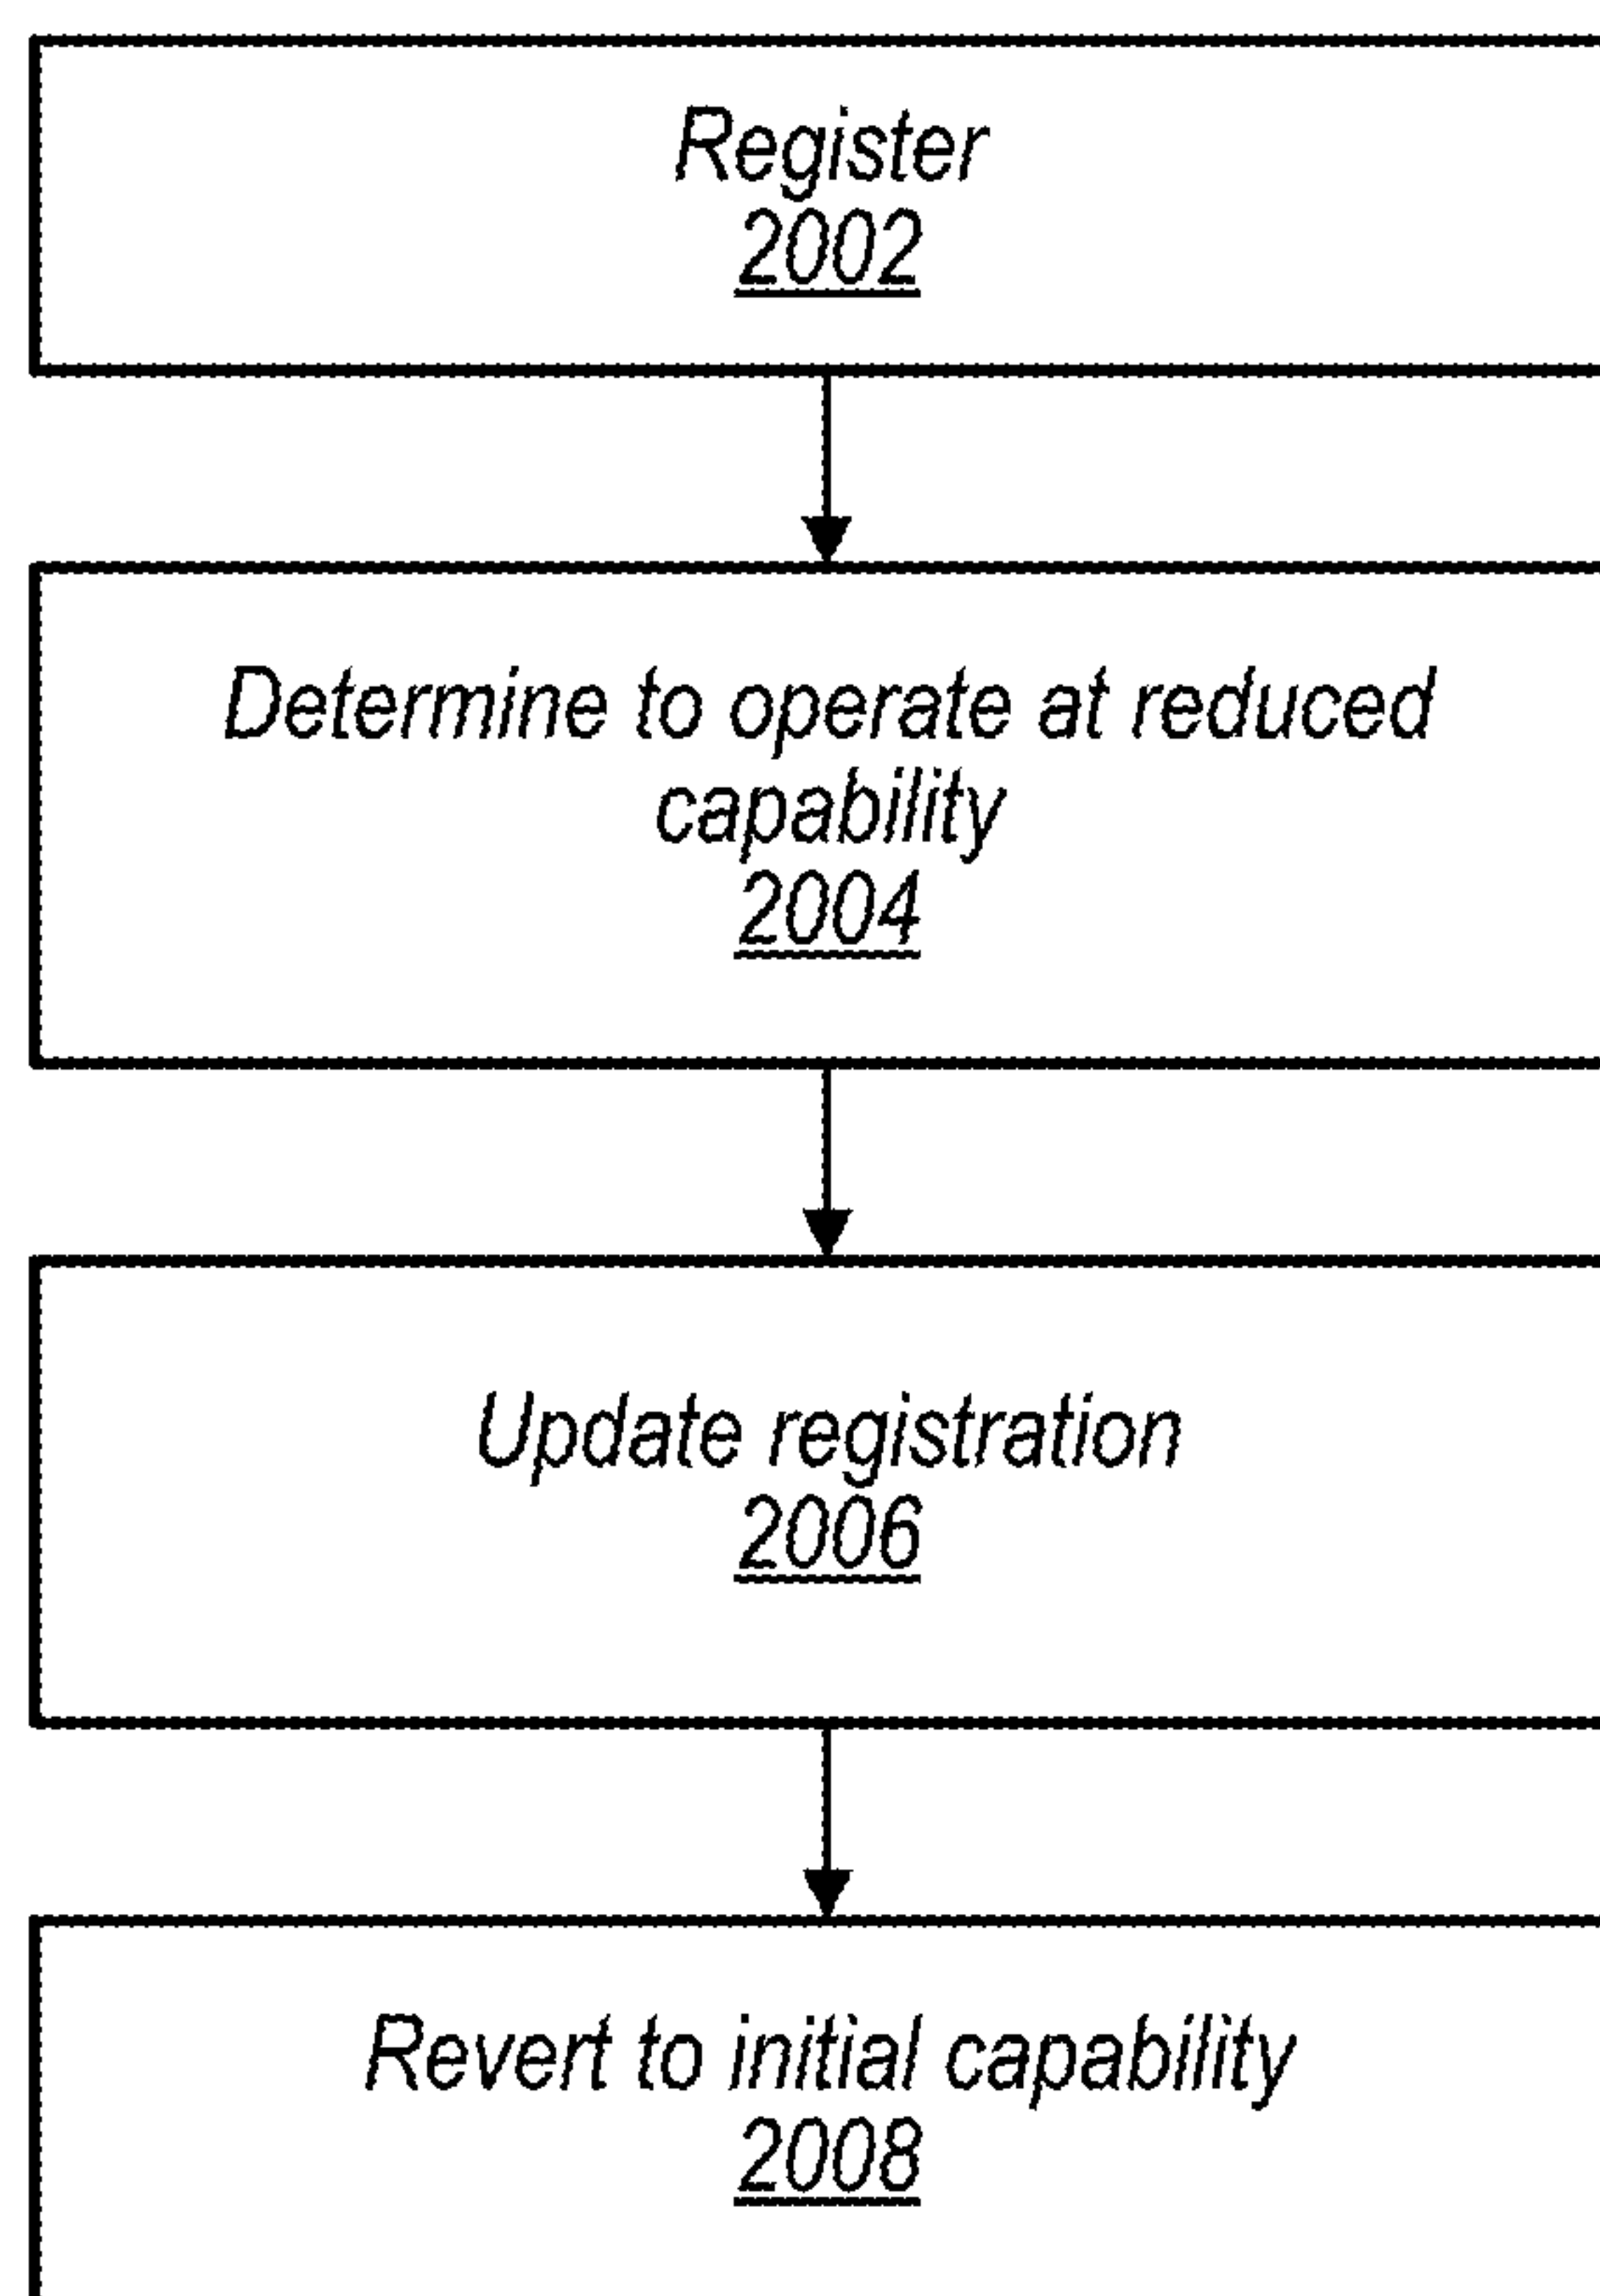 Register
2002
Determine to operate at reduced
capability
2004
Update registration
2006
Revert to initial capability
2008